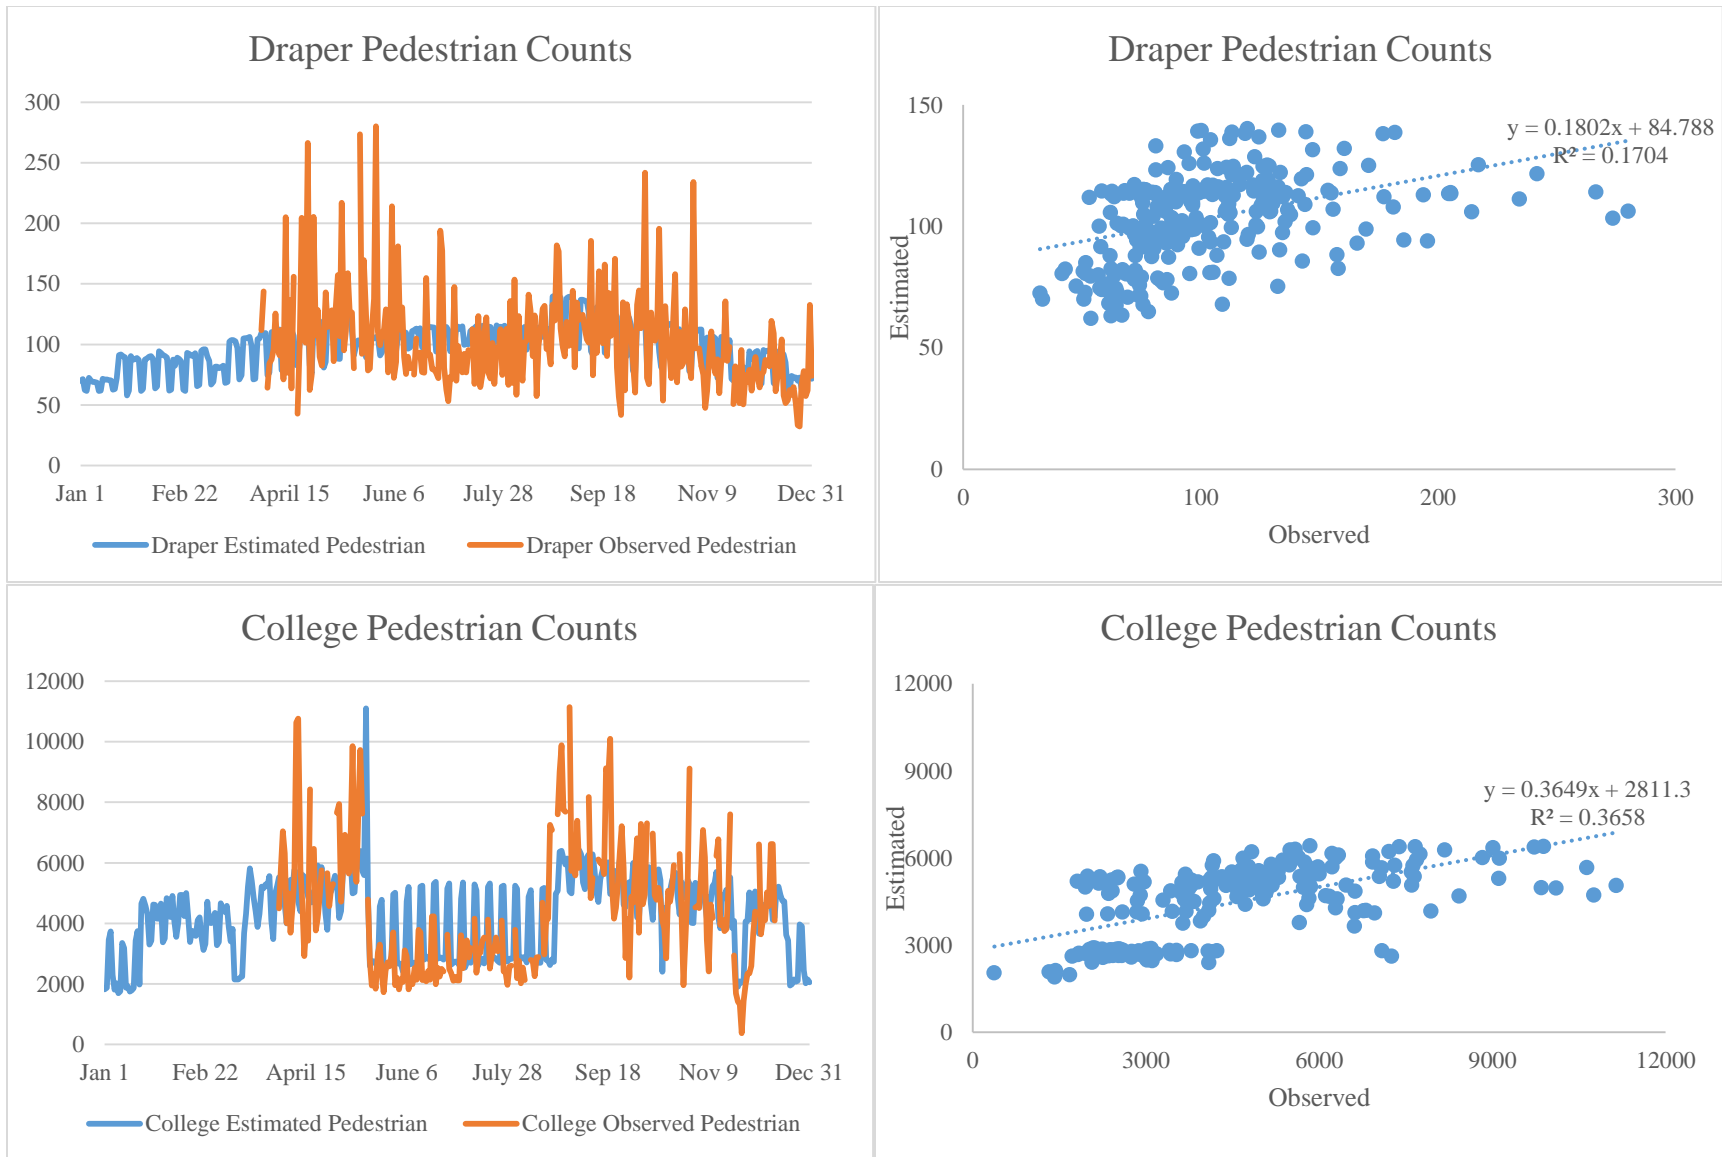 Draper Pedestrian Counts
300
250
200
150
100
50
0
Jan 1 Feb 22 April 15 June 6 July 28 Sep 18 Nov 9 Dec 31
Draper Estimated Pedestrian Draper Observed Pedestrian
Draper Pedestrian Counts
150
100
50
0
Estimated
y = 0.1802x + 84.788
R² = 0.1704
0 100 200 300
Observed
College Pedestrian Counts
12000
10000
8000
6000
4000
2000
0
Jan 1 Feb 22 April 15 June 6 July 28 Sep 18 Nov 9 Dec 31
College Estimated Pedestrian College Observed Pedestrian
College Pedestrian Counts
12000
9000
6000
3000
0
Estimated
y = 0.3649x + 2811.3
R² = 0.3658
0 3000 6000 9000 12000
Observed